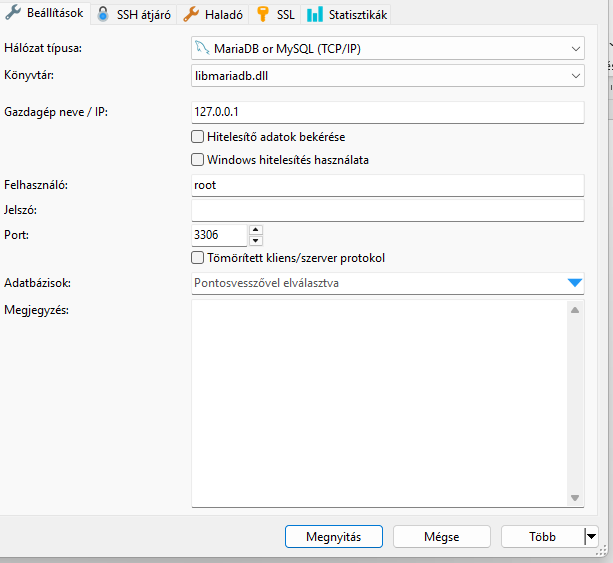 Beállítások SSH átjáró Haladó SSL Statisztikák
Hálózat típusa: MariaDB or MySQL (TCP/IP)
Könyvtár: libmariadb.dll
Gazdagép neve / IP: 127.0.0.1
Hitelesítő adatok bekérése
Windows hitelesítés használata
Felhasználó: root
Jelszó:
Port: 3306
Tömörített kliens/szerver protokol
Adatbázisok: Pontosvesszővel elválasztva
Megjegyzés:
Megnyitás Mégse Több